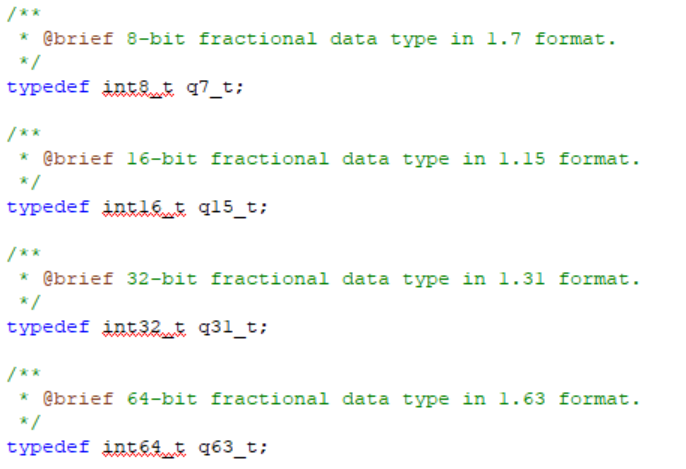 /**
 * @brief 8-bit fractional data type in 1.7 format.
 */
typedef int8_t q7_t;

/**
 * @brief 16-bit fractional data type in 1.15 format.
 */
typedef int16_t q15_t;

/**
 * @brief 32-bit fractional data type in 1.31 format.
 */
typedef int32_t q31_t;

/**
 * @brief 64-bit fractional data type in 1.63 format.
 */
typedef int64_t q63_t;